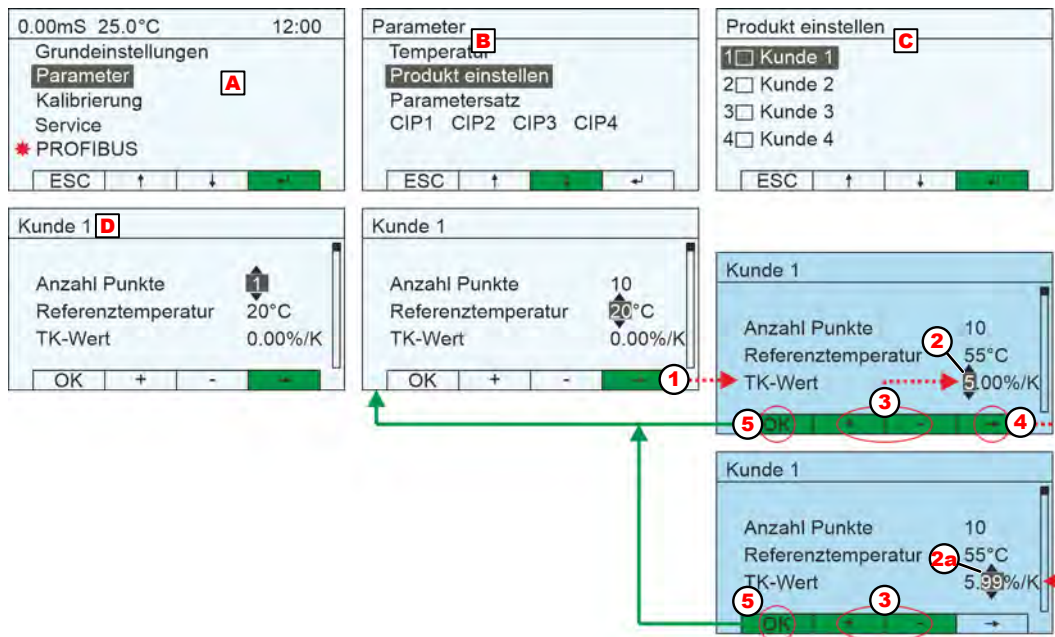 0.00mS 25.0°C 12:00
Grundeinstellungen
Parameter
A
Kalibrierung
Service
PROFIBUS
ESC ↑ ↓ ↵
Parameter
B
Temperatur
Produkt einstellen
Parametersatz
CIP1 CIP2 CIP3 CIP4
ESC ↑ ↓ ↵
Produkt einstellen
C
1 Kunde 1
2 Kunde 2
3 Kunde 3
4 Kunde 4
ESC ↑ ↓ ↵
Kunde 1 D
Anzahl Punkte 1
Referenztemperatur 20°C
TK-Wert 0.00%/K
OK + - →
Kunde 1
Anzahl Punkte 10
Referenztemperatur 20°C
TK-Wert 0.00%/K
OK + - → 1
Kunde 1
Anzahl Punkte 10
2
Referenztemperatur 55°C
TK-Wert 5.00%/K
3
5 OK + - → 4
Kunde 1
Anzahl Punkte 10
Referenztemperatur 55°C
2a
TK-Wert 5.99%/K
5 3
OK + - →